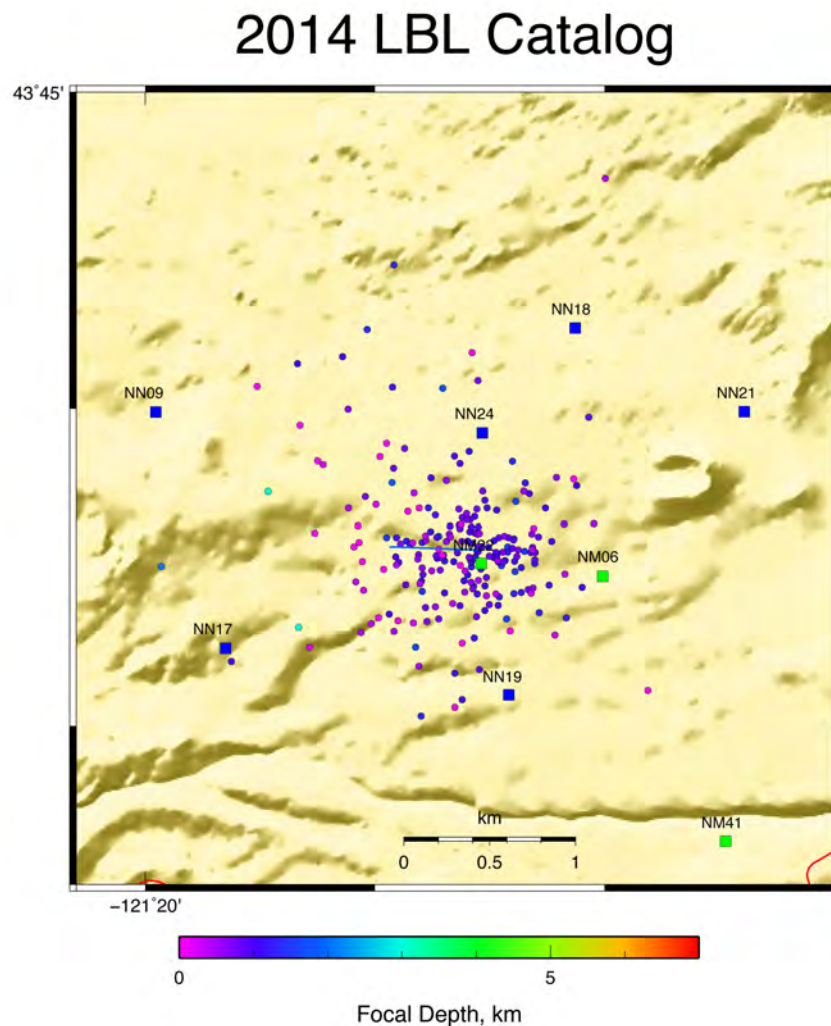 2014 LBL Catalog
43˚45'
NN18
NN09
NN21
NN24
NM22
NM06
NN17
NN19
km
NM41
0 0.5 1
−121˚20'
0 5
Focal Depth, km